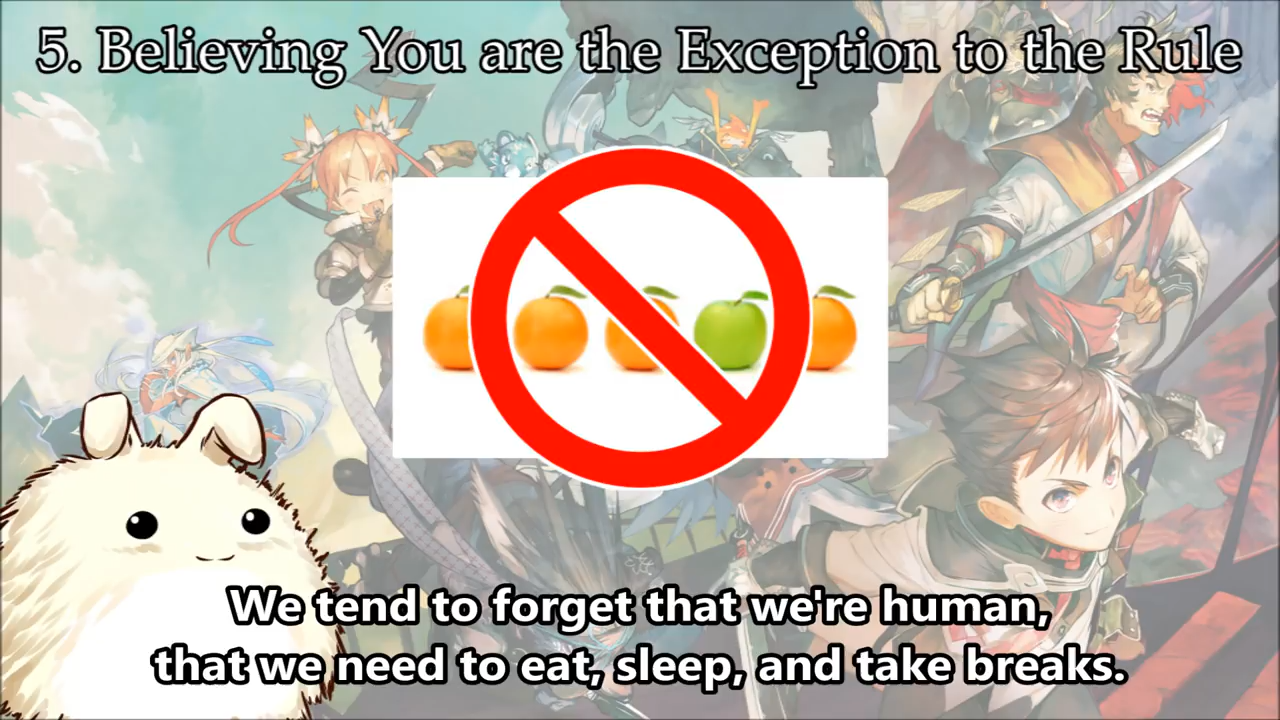 5. Believing You are the Exception to the Rule
We tend to forget that we're human,
that we need to eat, sleep, and take breaks.